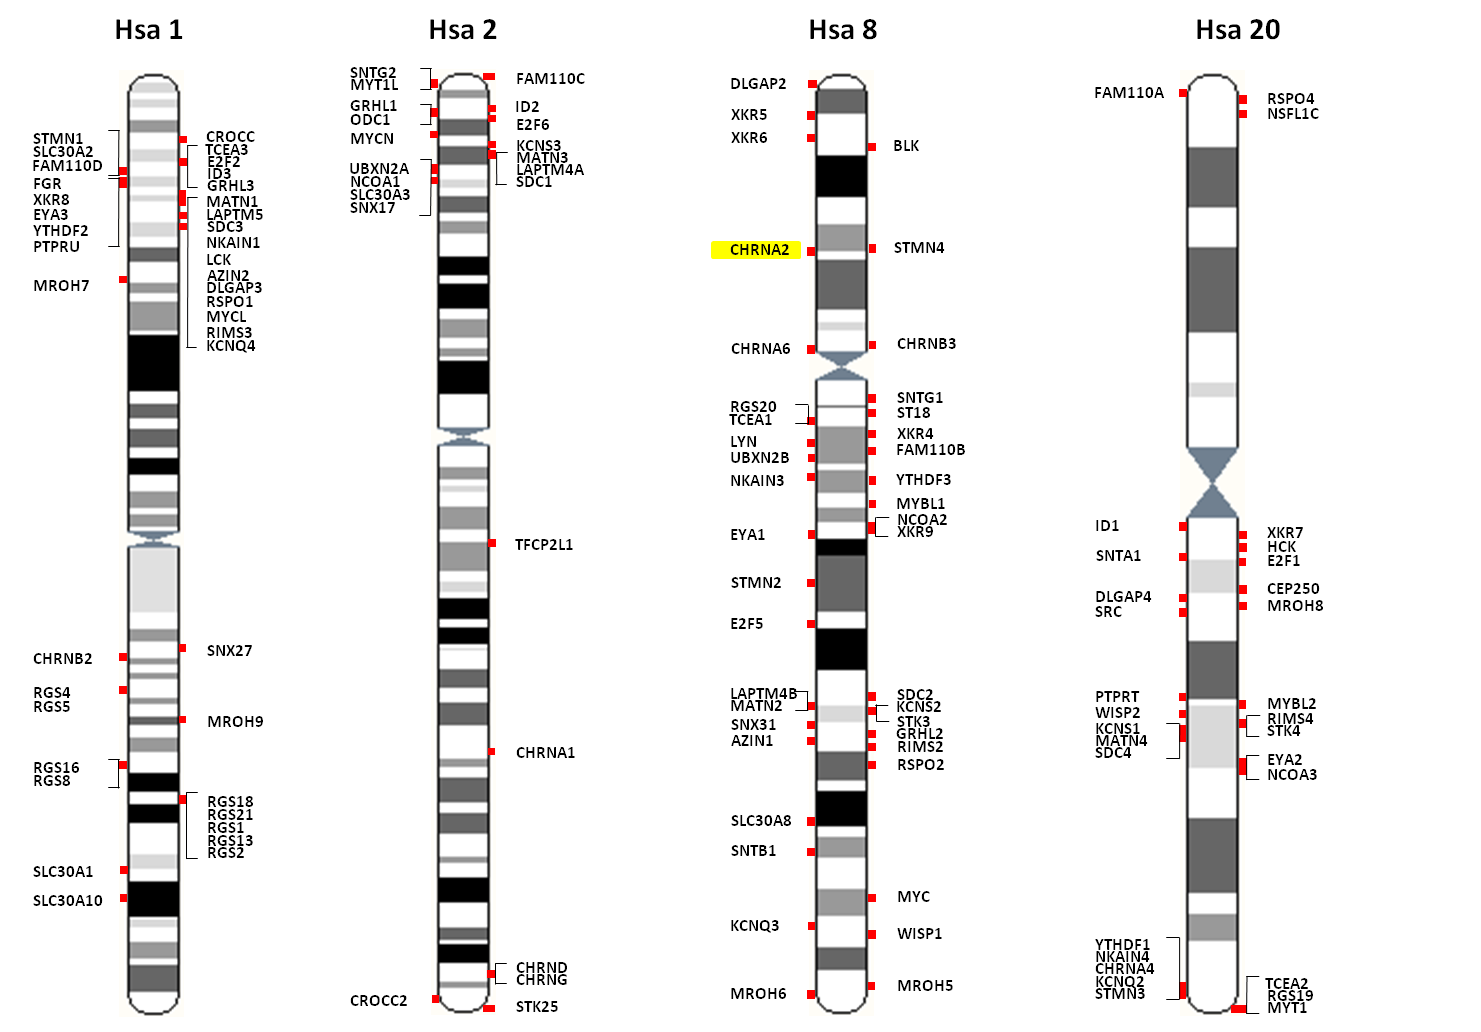 Hsa 1
STMN1
SLC30A2
FAM110D
FGR
XKR8
EYA3
YTHDF2
PTPRU
MROH7
CHRNB2
RGS4
RGS5
RGS16
RGS8
SLC30A1
SLC30A10
CROCC
TCEA3
E2F2
ID3
GRHL3
MATN1
LAPTM5
SDC3
NKAIN1
LCK
AZIN2
DLGAP3
RSPO1
MYCL
RIMS3
KCNQ4
SNX27
MROH9
RGS18
RGS21
RGS1
RGS13
RGS2
Hsa 2
SNTG2
MYT1L
GRHL1
ODC1
MYCN
UBXN2A
NCOA1
SLC30A3
SNX17
CROCC2
FAM110C
ID2
E2F6
KCNS3
MATN3
LAPTM4A
SDC1
TFCP2L1
CHRNA1
CHRND
CHRNG
STK25
Hsa 8
DLGAP2
XKR5
XKR6
CHRNA2
CHRNA6
RGS20
TCEA1
LYN
UBXN2B
NKAIN3
EYA1
STMN2
E2F5
LAPTM4B
MATN2
SNX31
AZIN1
SLC30A8
SNTB1
KCNQ3
MROH6
BLK
STMN4
CHRNB3
SNTG1
ST18
XKR4
FAM110B
YTHDF3
MYBL1
NCOA2
XKR9
SDC2
KCNS2
STK3
GRHL2
RIMS2
RSPO2
MYC
WISP1
MROH5
Hsa 20
FAM110A
ID1
SNTA1
DLGAP4
SRC
PTPRT
WISP2
KCNS1
MATN4
SDC4
YTHDF1
NKAIN4
CHRNA4
KCNQ2
STMN3
RSPO4
NSFL1C
XKR7
HCK
E2F1
CEP250
MROH8
MYBL2
RIMS4
STK4
EYA2
NCOA3
TCEA2
RGS19
MYT1